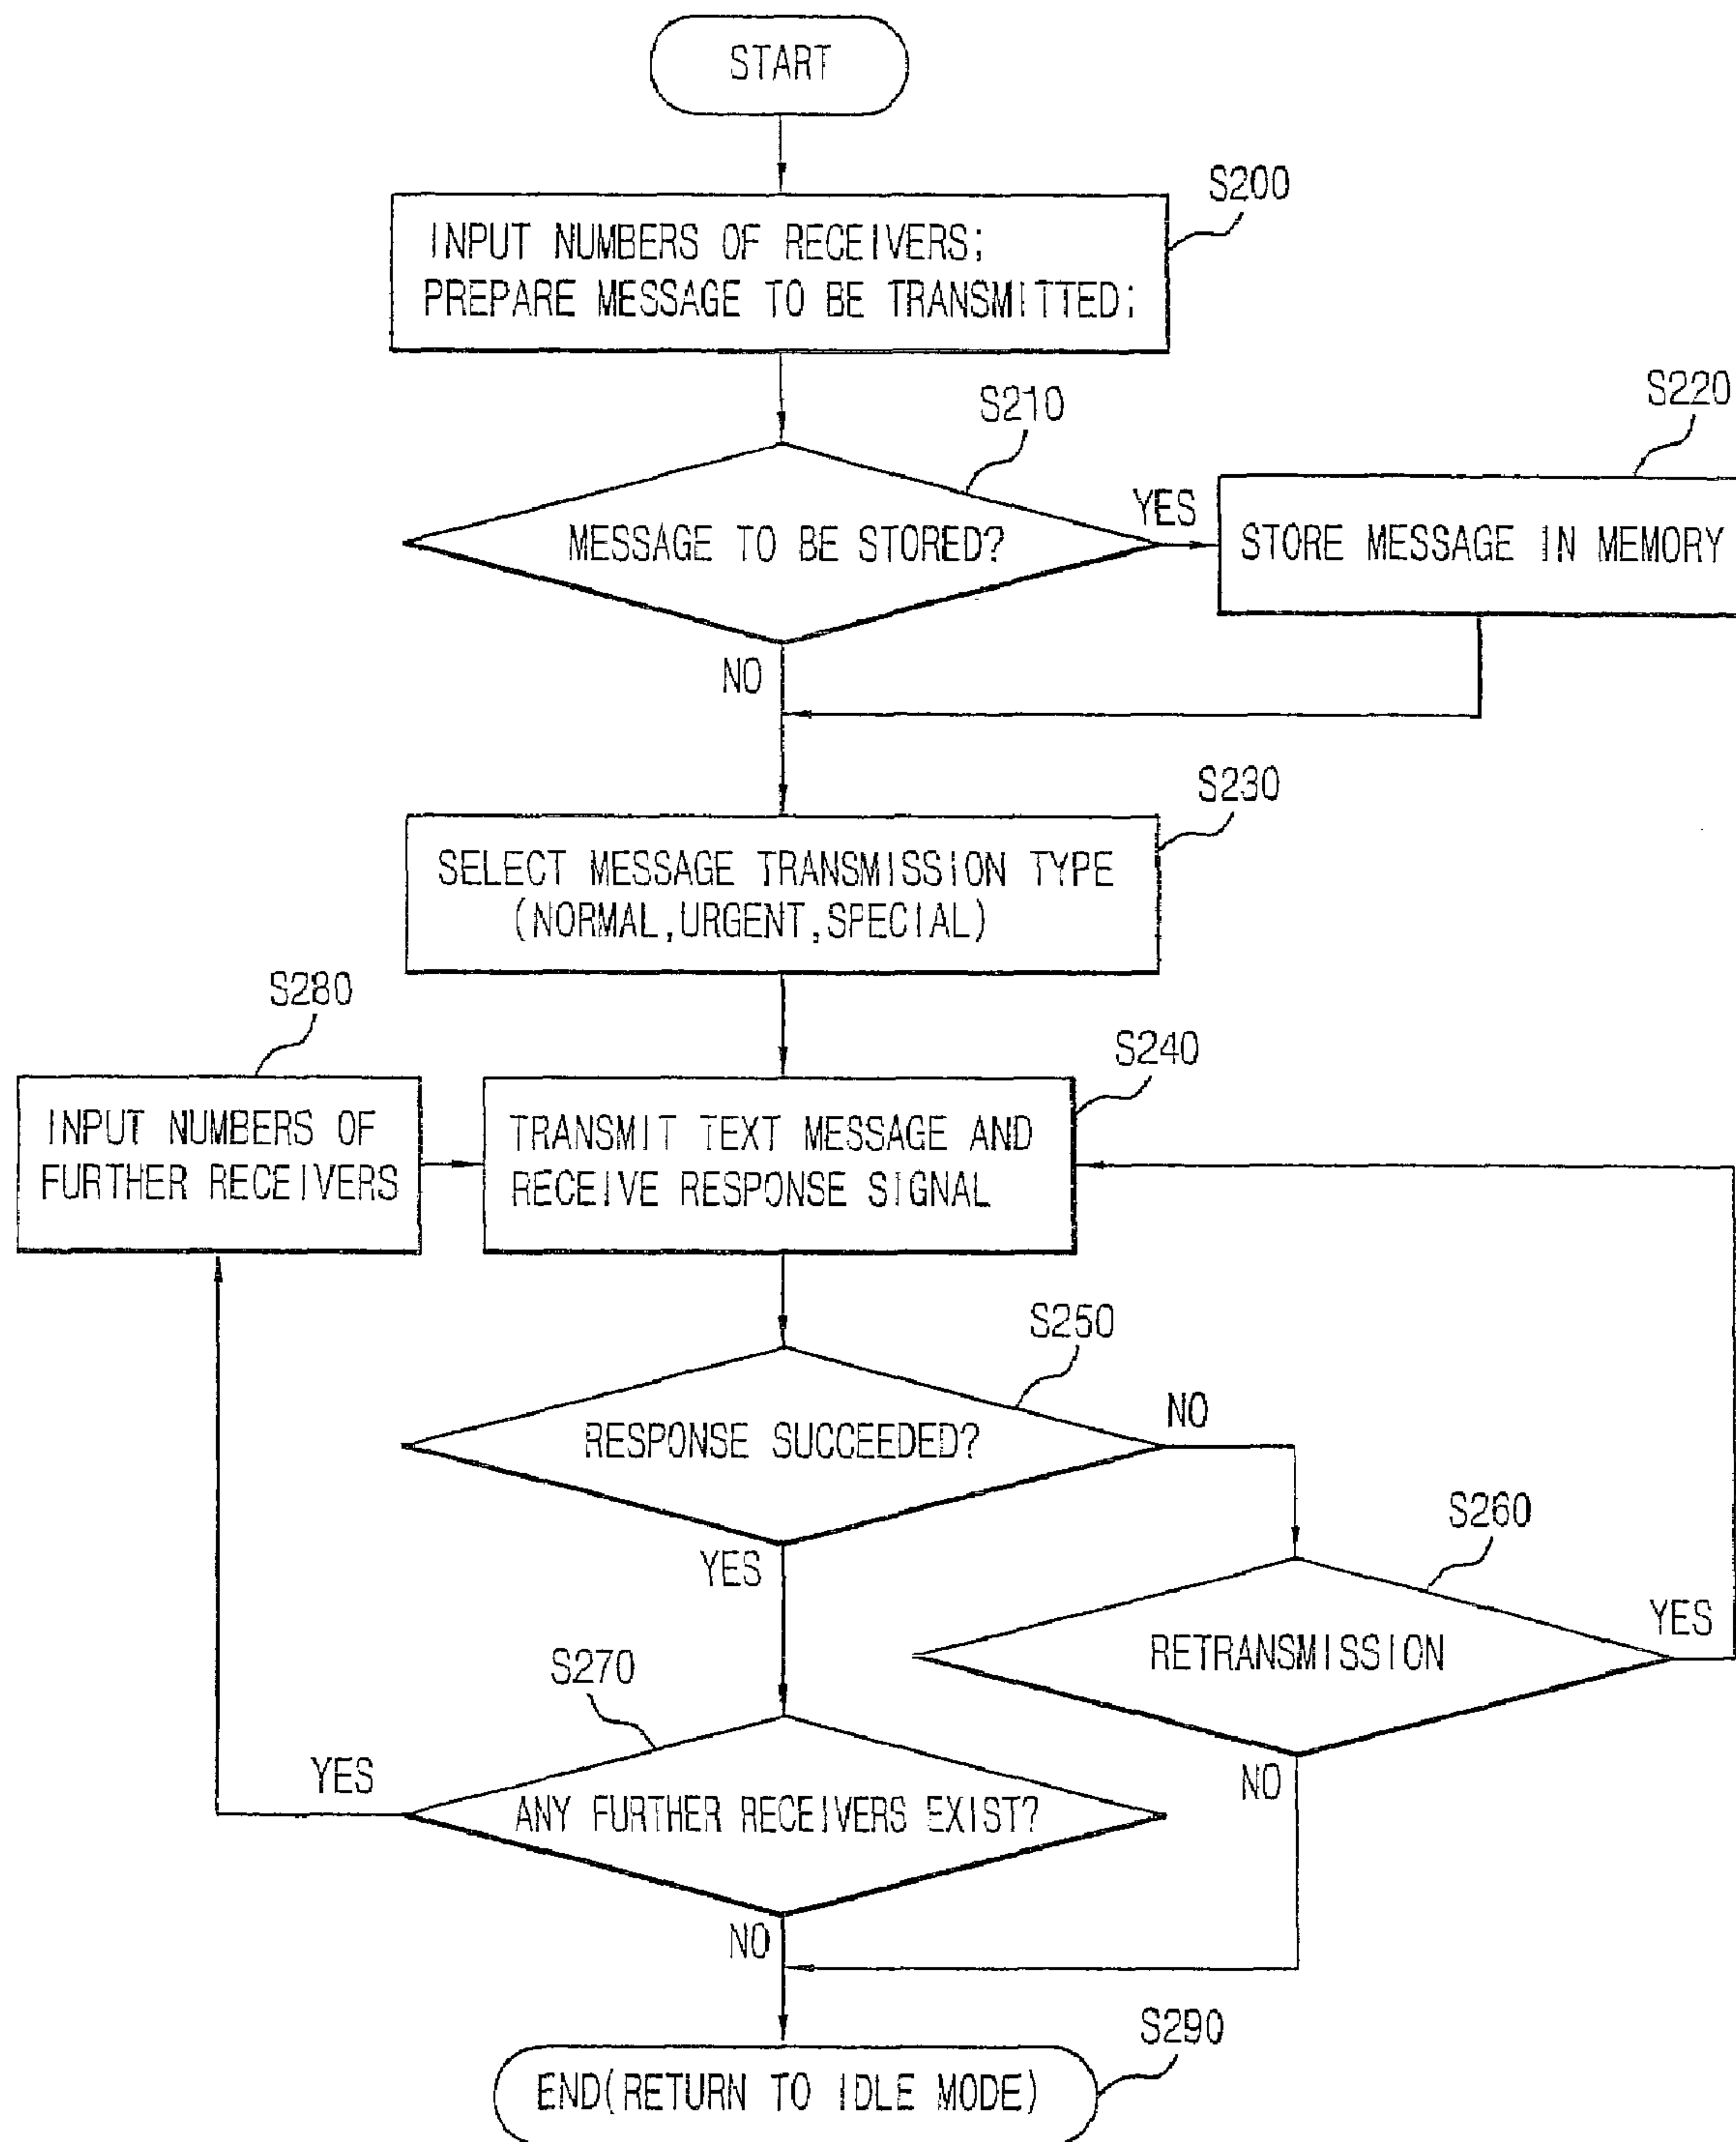 START
S200
INPUT NUMBERS OF RECEIVERS;
PREPARE MESSAGE TO BE TRANSMITTED;
S210
S220
MESSAGE TO BE STORED?
YES
STORE MESSAGE IN MEMORY
NO
S230
SELECT MESSAGE TRANSMISSION TYPE
(NORMAL,URGENT,SPECIAL)
S280
S240
INPUT NUMBERS OF
FURTHER RECEIVERS
TRANSMIT TEXT MESSAGE AND
RECEIVE RESPONSE SIGNAL
S250
RESPONSE SUCCEEDED?
NO
YES
S260
RETRANSMISSION
YES
NO
S270
YES
ANY FURTHER RECEIVERS EXIST?
NO
S290
END(RETURN TO IDLE MODE)